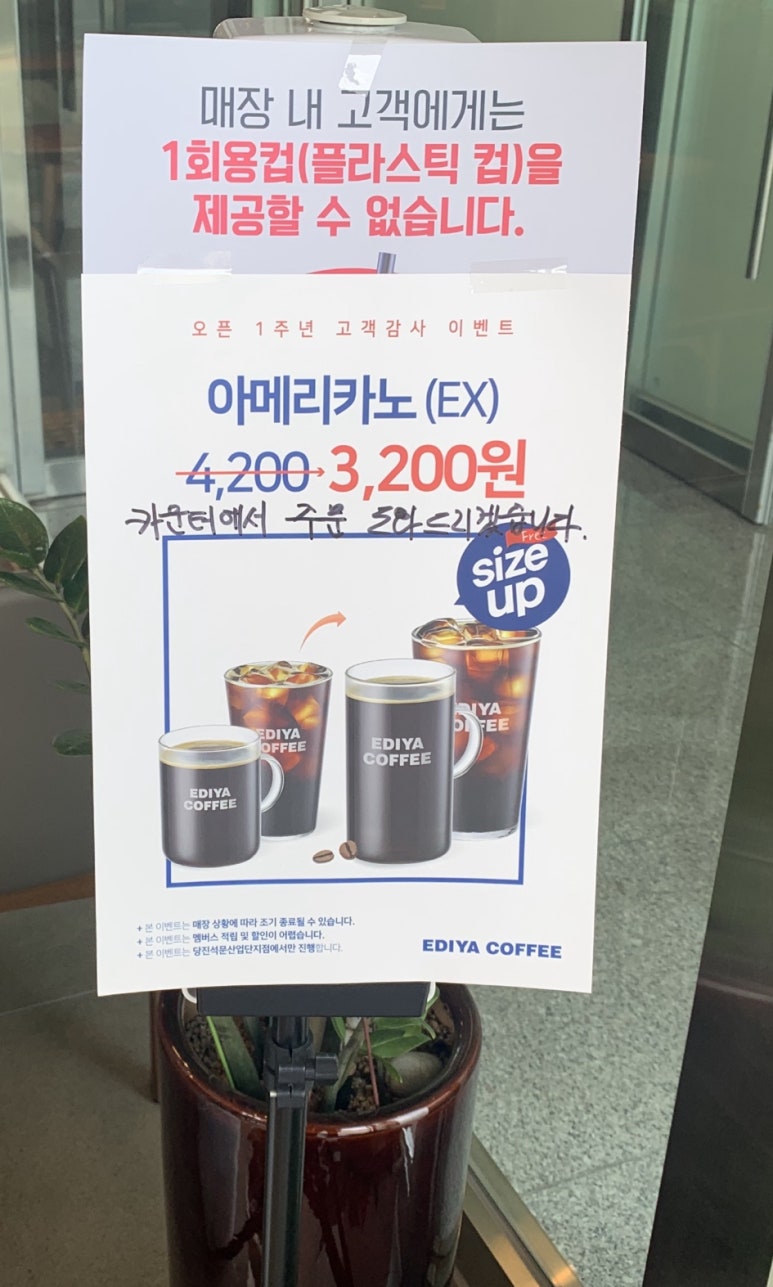 매장 내 고객에게는
1회용컵(플라스틱 컵)을
제공할 수 없습니다.
오픈 1주년 고객감사 이벤트
아메리카노 (EX)
4,200→3,200원
카운터에서 주문 도와드리겠습니다.
Free
size
up
EDIYA
COFFEE
EDIYA
COFFEE
EDIYA
COFFEE
EDIYA
COFFEE
+ 본 이벤트는 매장 상황에 따라 조기 종료될 수 있습니다.
+ 본 이벤트는 멤버스 적립 및 할인이 어렵습니다.
+ 본 이벤트는 당진석문산업단지점에서만 진행합니다.
EDIYA COFFEE